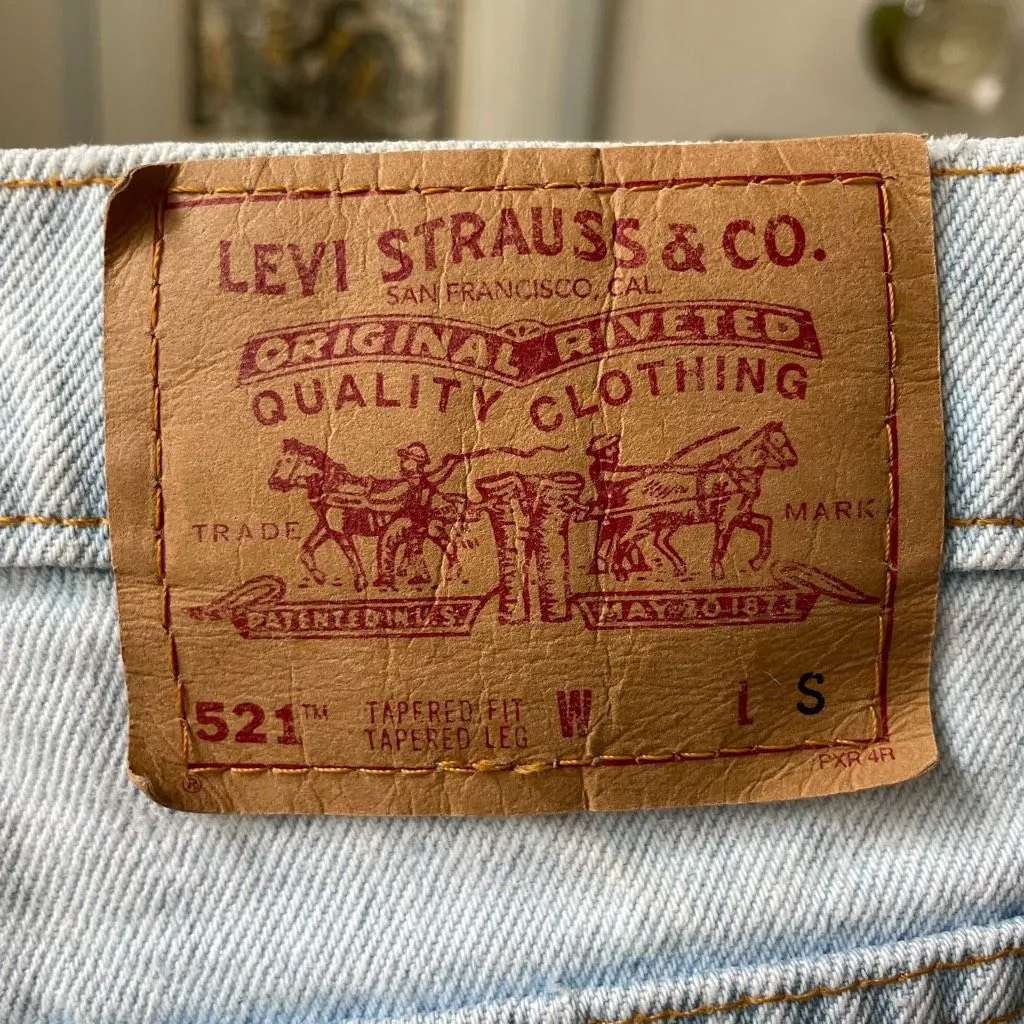 LEVI STRAUSS & CO.
SAN FRANCISCO, CAL.
ORIGINAL RIVETED
QUALITY CLOTHING
TRADE MARK
PATENTED IN U.S. MAY 20 1873
521™ TAPERED FIT W L S
TAPERED LEG
® PXR 4R